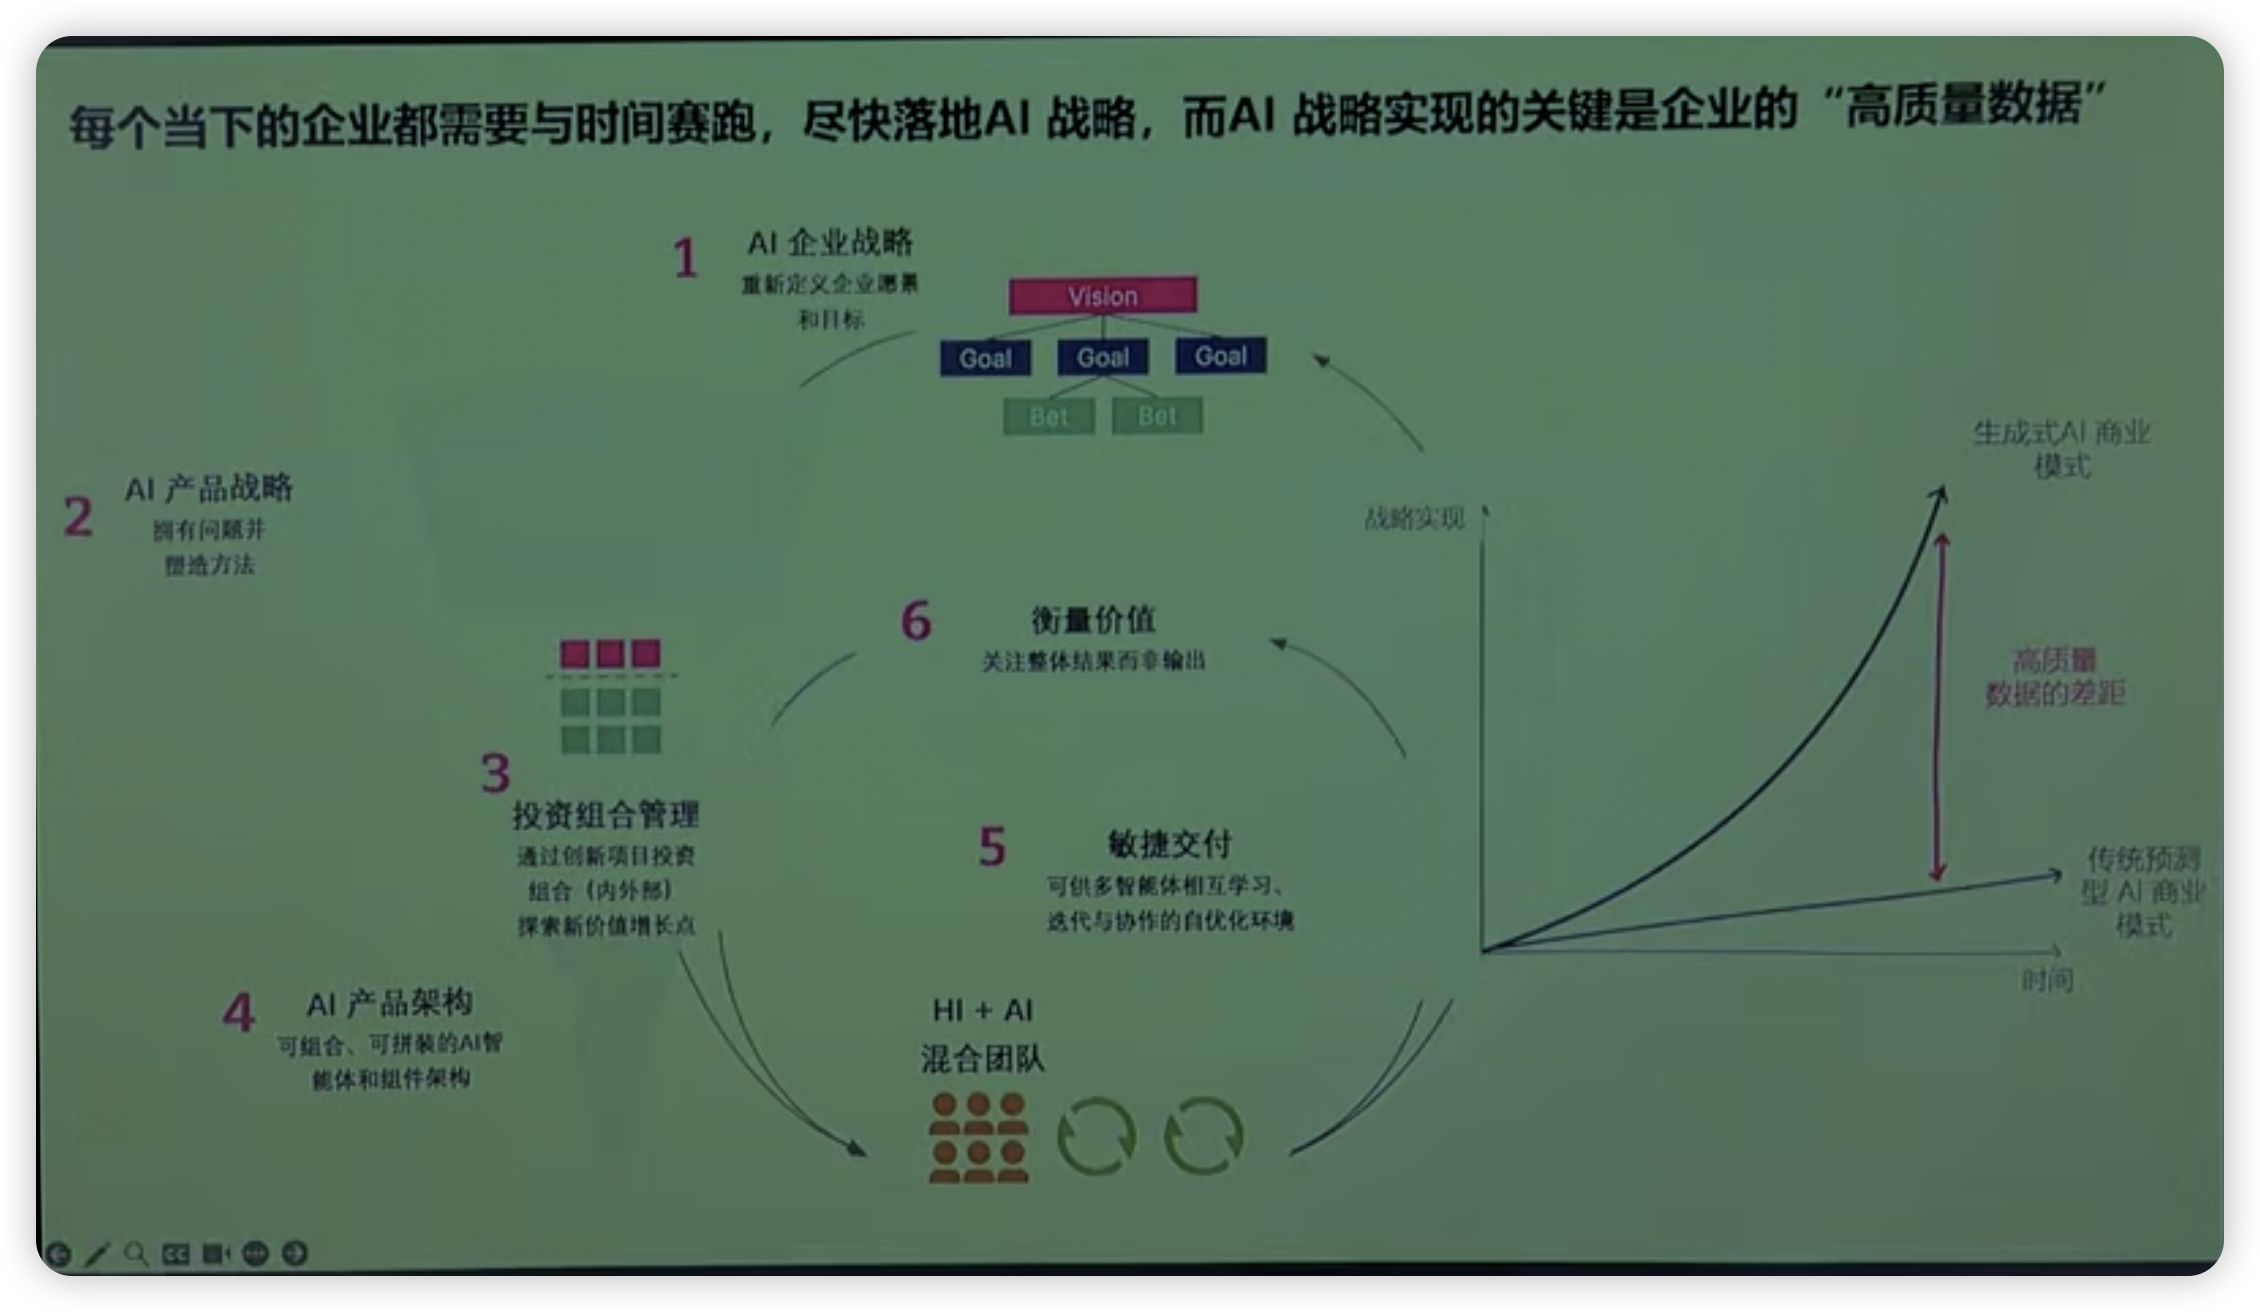 每个当下的企业都需要与时间赛跑，尽快落地AI 战略，而AI 战略实现的关键是企业的“高质量数据”
1
AI 企业战略
重新定义企业愿景
和目标
Vision
Goal Goal Goal
Bet Bet
2
AI 产品战略
拥有问题并
塑造方法
3
投资组合管理
通过创新项目投资
组合（内外部）
探索新价值增长点
4
AI 产品架构
可组合、可拼装的AI智
能体和组件架构
5
敏捷交付
可供多智能体相互学习、
迭代与协作的自优化环境
HI + AI
混合团队
6
衡量价值
关注整体结果而非输出
战略实现
生成式AI 商业
模式
高质量
数据的差距
传统预测
型 AI 商业
模式
时间
CC